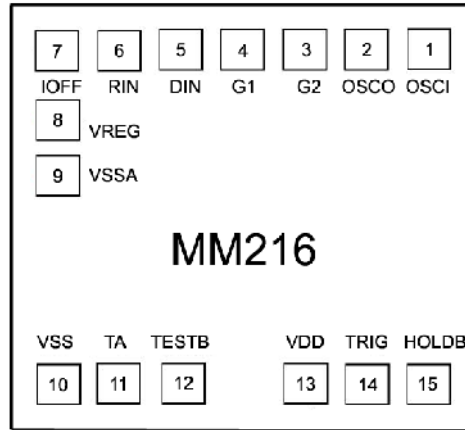 7 6 5 4 3 2 1
IOFF RIN DIN G1 G2 OSCO OSCI
8 VREG
9 VSSA
MM216
VSS TA TESTB VDD TRIG HOLDB
10 11 12 13 14 15